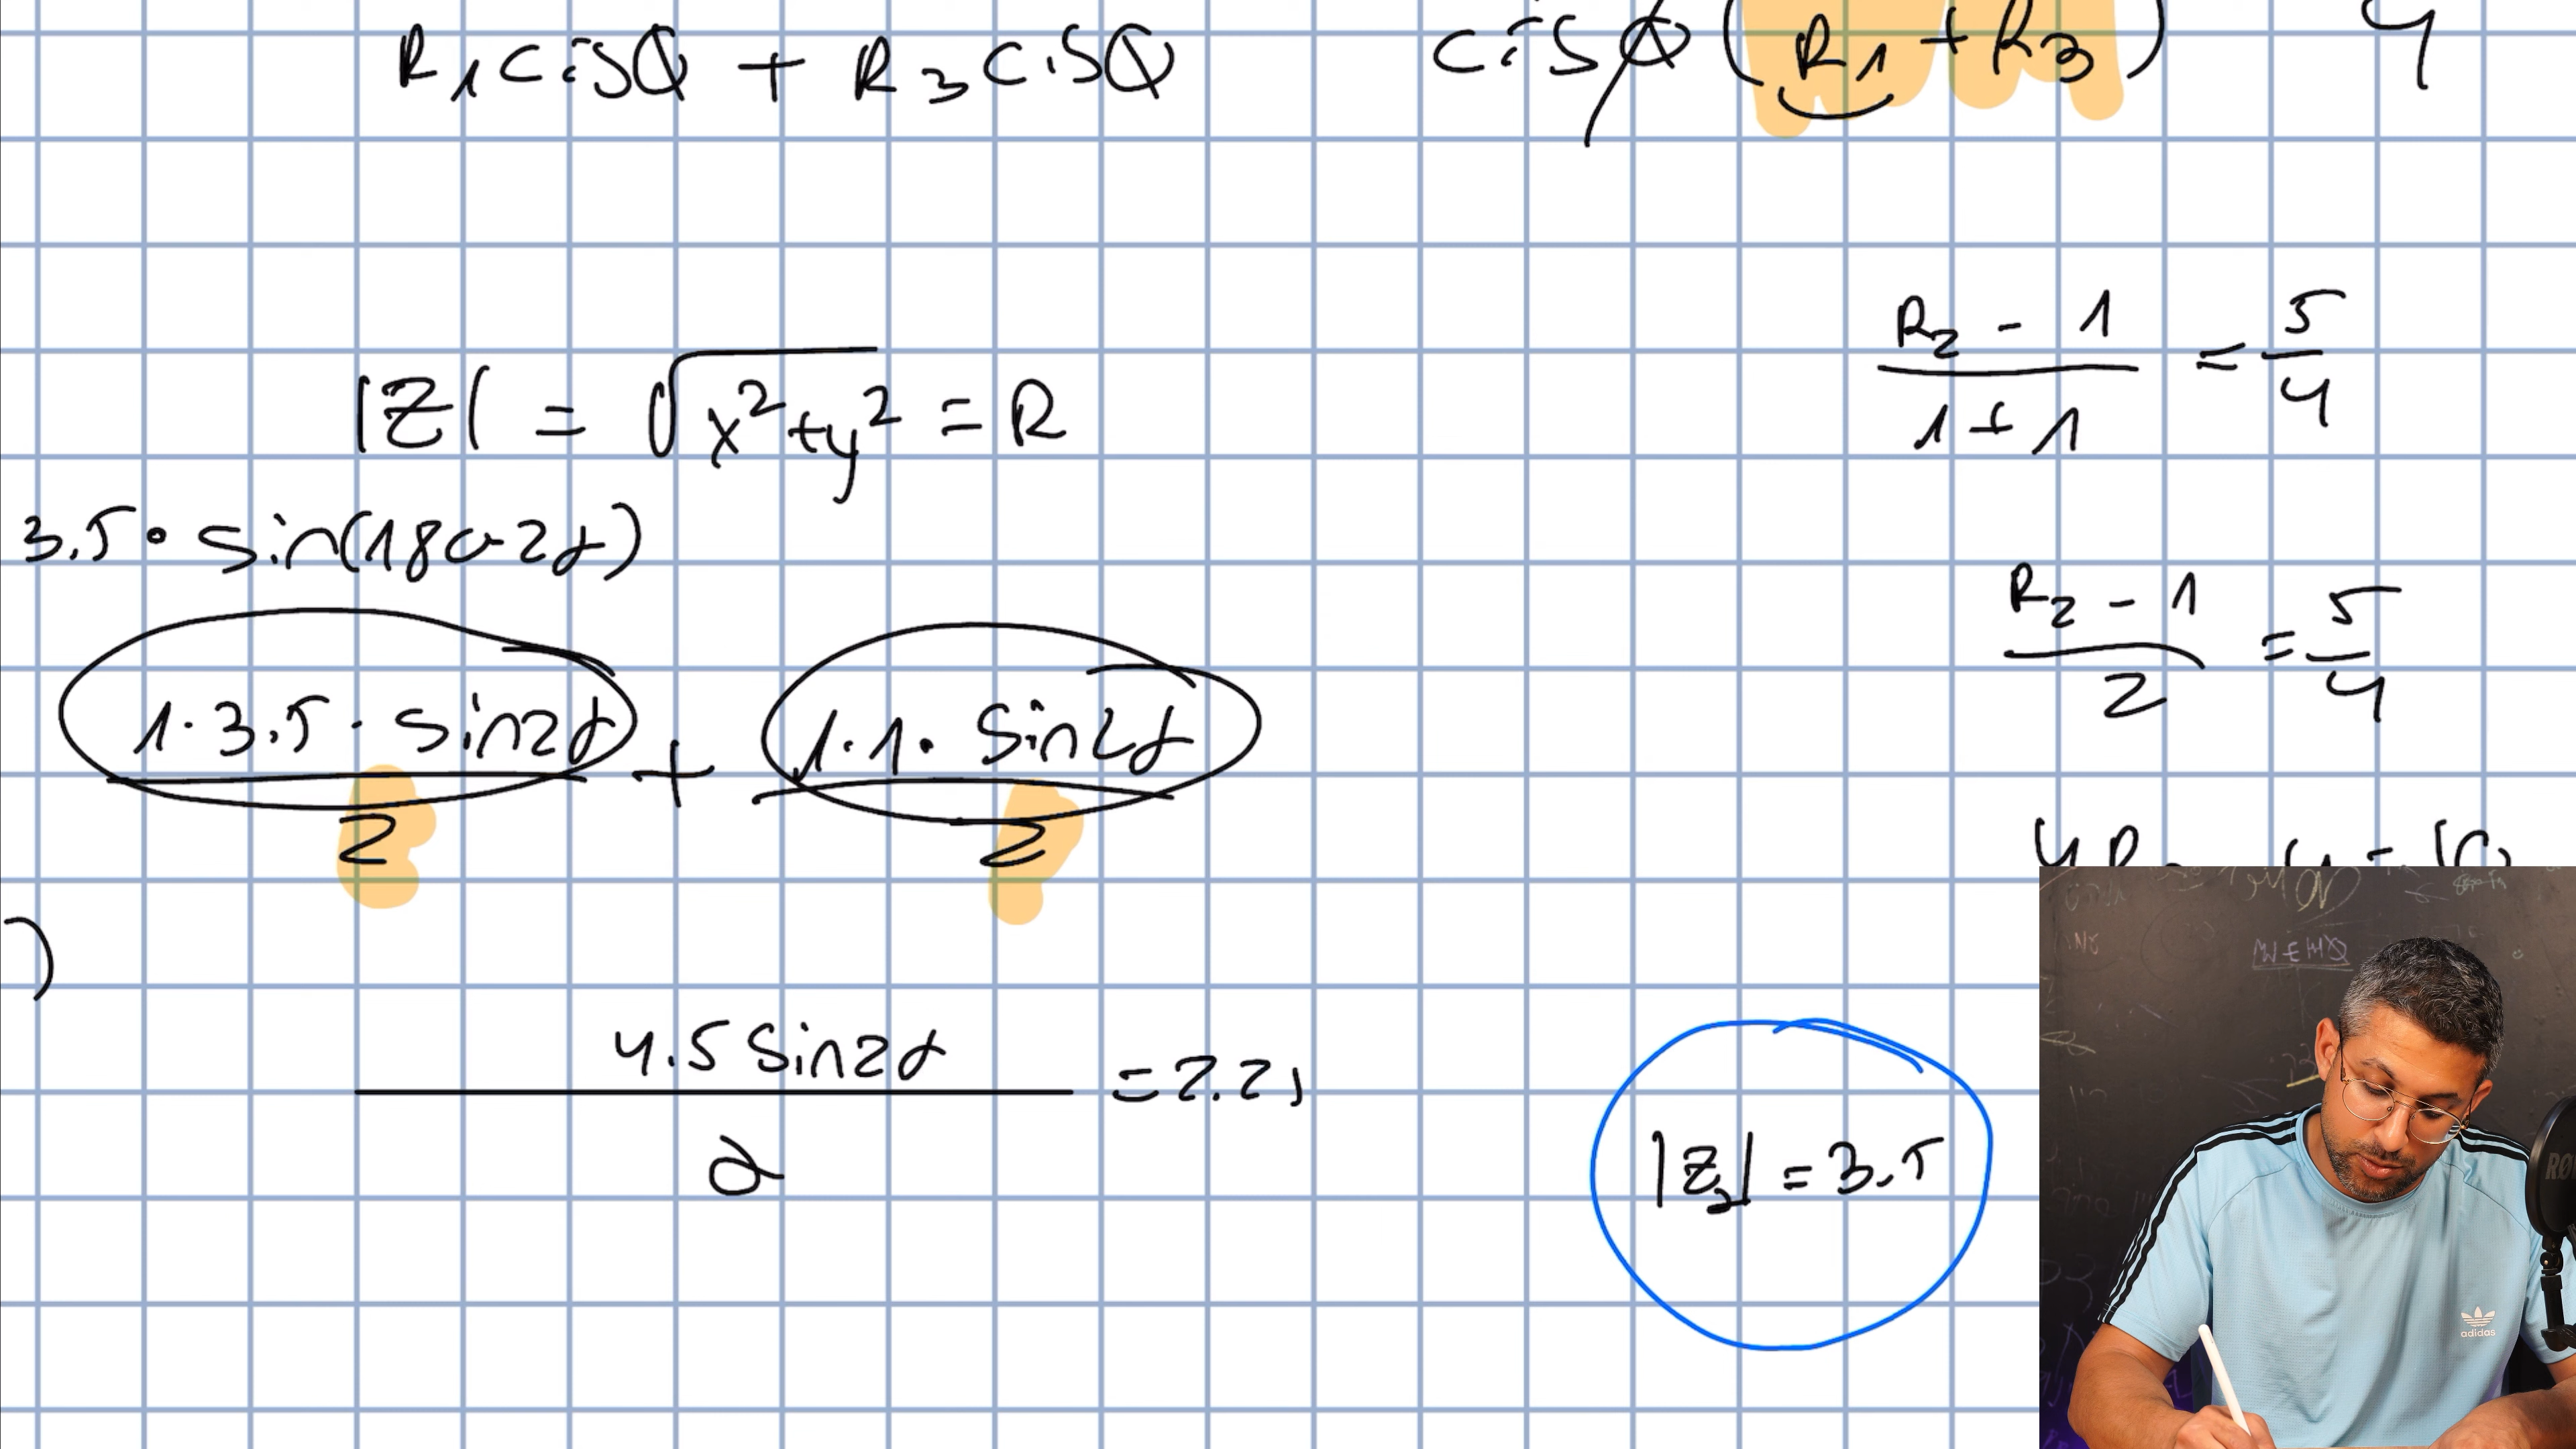 R₁cisθ + R₃cisθ
cisθ (R₁ + R₃)
4
|Z| = √x²+y² = R
R₂ - 1 / 1+1 = 5/4
3.5 • sin(180-2α)
R₂ - 1 / 2 = 5/4
1·3.5·sin2α / 2 + 1·1·sin2α / 2
)
4.5 sin2α / 2 = 2.2
|Z₂| = 3.5
adidas